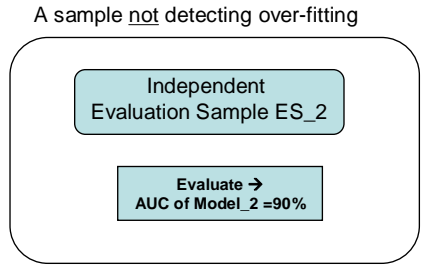 A sample not detecting over-fitting
Independent
Evaluation Sample ES_2
Evaluate →
AUC of Model_2 =90%